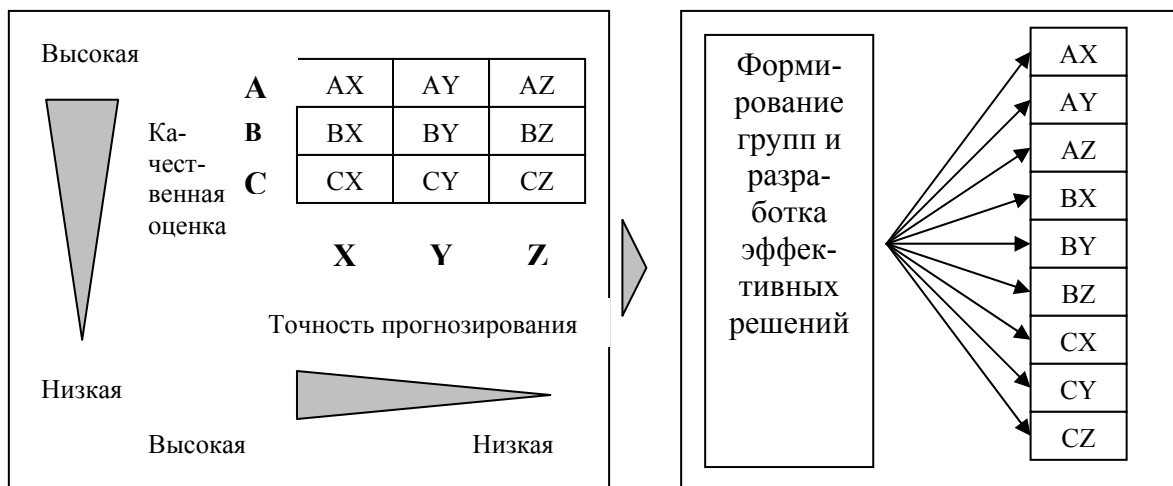 Высокая
A AX AY AZ
B BX BY BZ
C CX CY CZ
Ка-
чест-
венная
оценка
X Y Z
Точность прогнозирования
Низкая
Высокая Низкая
Форми-
рование
групп и
разра-
ботка
эффек-
тивных
решений
AX
AY
AZ
BX
BY
BZ
CX
CY
CZ